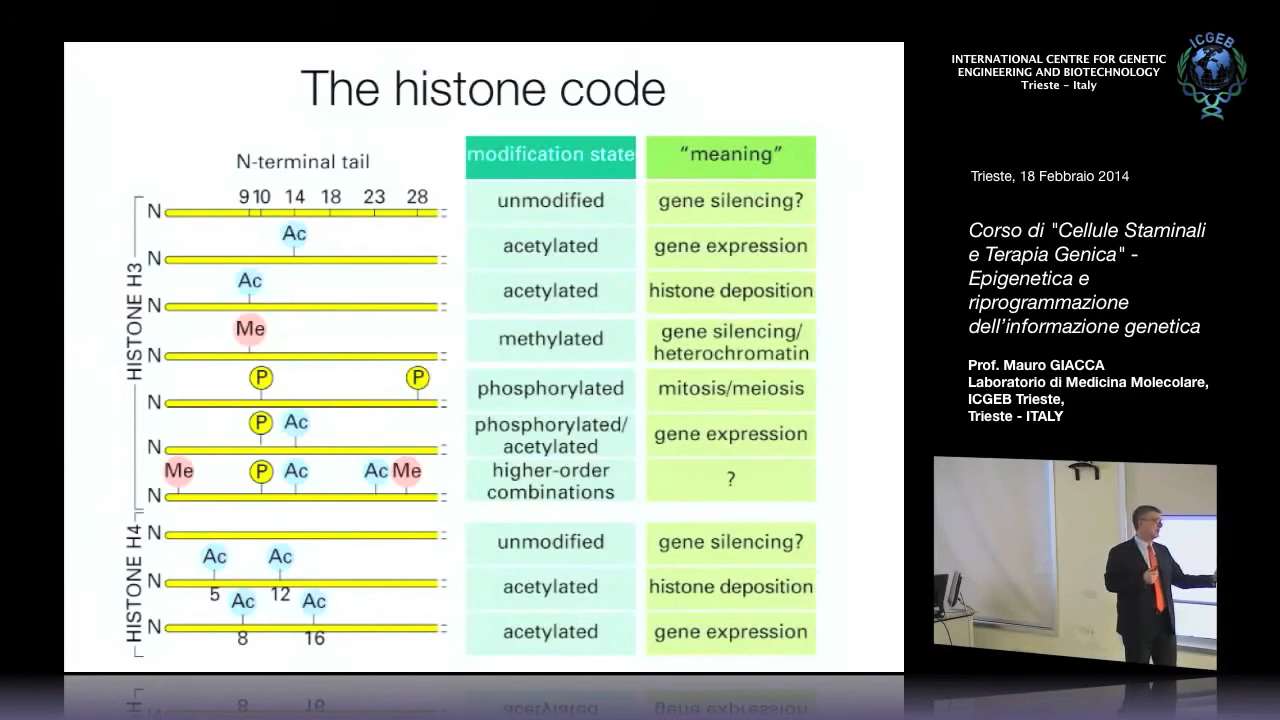 The histone code
N-terminal tail
modification state
"meaning"
9 10 14 18 23 28
HISTONE H3
N
unmodified
gene silencing?
Ac
N
acetylated
gene expression
Ac
N
acetylated
histone deposition
Me
N
methylated
gene silencing/
heterochromatin
P P
N
phosphorylated
mitosis/meiosis
P Ac
N
phosphorylated/
acetylated
gene expression
Me P Ac Ac Me
N
higher-order
combinations
?
HISTONE H4
N
unmodified
gene silencing?
Ac Ac
N
5 12
acetylated
histone deposition
Ac Ac
N
8 16
acetylated
gene expression
INTERNATIONAL CENTRE FOR GENETIC
ENGINEERING AND BIOTECHNOLOGY
Trieste - Italy
ICGEB
Trieste, 18 Febbraio 2014
Corso di "Cellule Staminali
e Terapia Genica" -
Epigenetica e
riprogrammazione
dell'informazione genetica
Prof. Mauro GIACCA
Laboratorio di Medicina Molecolare,
ICGEB Trieste,
Trieste - ITALY